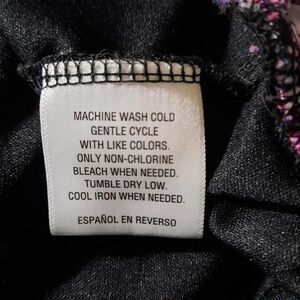 MACHINE WASH COLD
GENTLE CYCLE
WITH LIKE COLORS.
ONLY NON-CHLORINE
BLEACH WHEN NEEDED.
TUMBLE DRY LOW.
COOL IRON WHEN NEEDED.
ESPAÑOL EN REVERSO